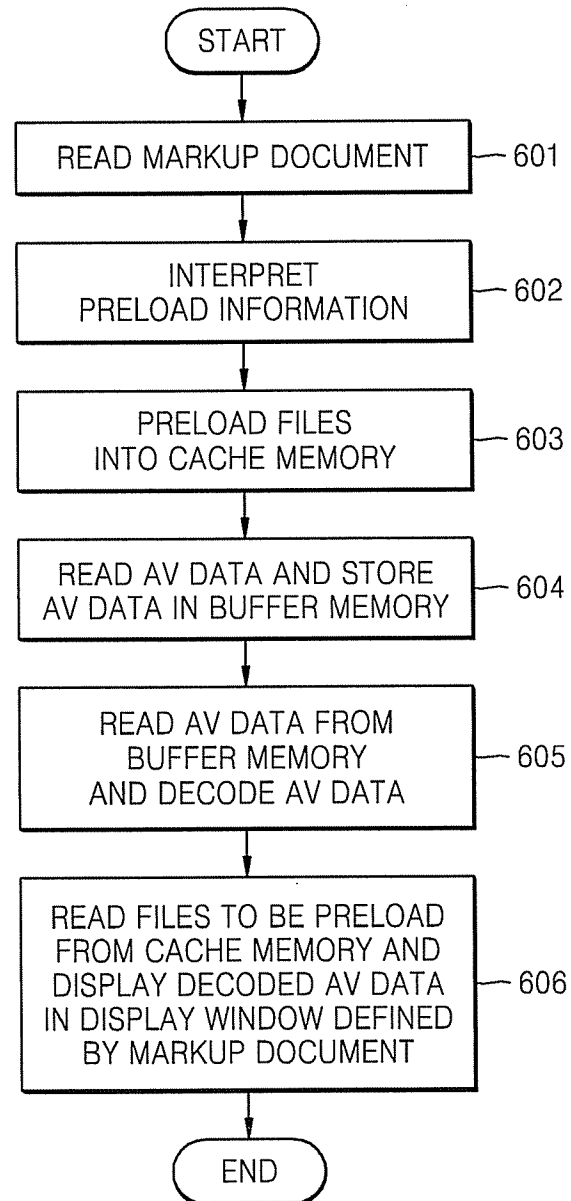 START
READ MARKUP DOCUMENT
601
INTERPRET
PRELOAD INFORMATION
602
PRELOAD FILES
INTO CACHE MEMORY
603
READ AV DATA AND STORE
AV DATA IN BUFFER MEMORY
604
READ AV DATA FROM
BUFFER MEMORY
AND DECODE AV DATA
605
READ FILES TO BE PRELOAD
FROM CACHE MEMORY AND
DISPLAY DECODED AV DATA
IN DISPLAY WINDOW DEFINED
BY MARKUP DOCUMENT
606
END